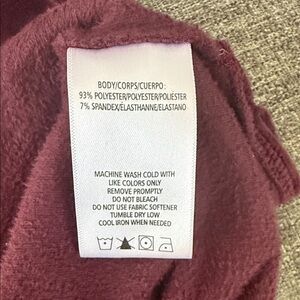 BODY/CORPS/CUERPO:
93% POLYESTER/POLYESTER/POLIÉSTER
7% SPANDEX/ÉLASTHANNE/ELASTANO
MACHINE WASH COLD WITH
LIKE COLORS ONLY
REMOVE PROMPTLY
DO NOT BLEACH
DO NOT USE FABRIC SOFTENER
TUMBLE DRY LOW
COOL IRON WHEN NEEDED